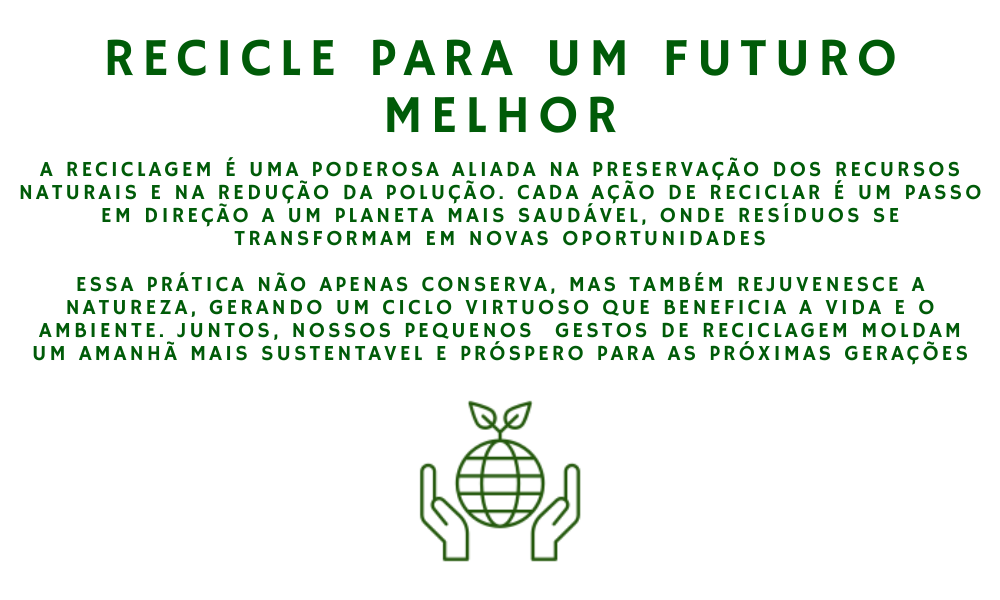 RECICLE PARA UM FUTURO
MELHOR
A RECICLAGEM É UMA PODEROSA ALIADA NA PRESERVAÇÃO DOS RECURSOS
NATURAIS E NA REDUÇÃO DA POLUÇÃO. CADA AÇÃO DE RECICLAR É UM PASSO
EM DIREÇÃO A UM PLANETA MAIS SAUDÁVEL, ONDE RESÍDUOS SE
TRANSFORMAM EM NOVAS OPORTUNIDADES
ESSA PRÁTICA NÃO APENAS CONSERVA, MAS TAMBÉM REJUVENESCE A
NATUREZA, GERANDO UM CICLO VIRTUOSO QUE BENEFICIA A VIDA E O
AMBIENTE. JUNTOS, NOSSOS PEQUENOS  GESTOS DE RECICLAGEM MOLDAM
UM AMANHÃ MAIS SUSTENTAVEL E PRÓSPERO PARA AS PRÓXIMAS GERAÇÕES